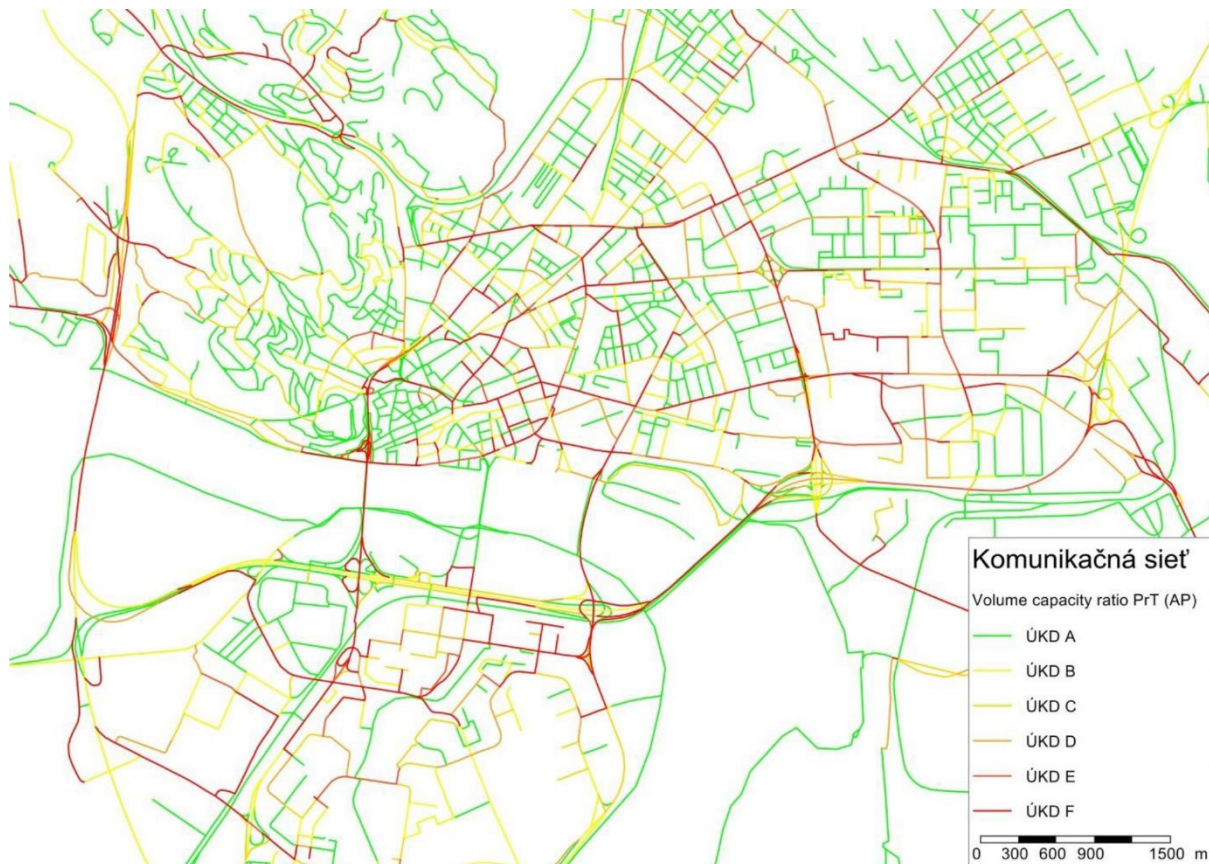 Komunikačná sieť
Volume capacity ratio PrT (AP)
ÚKD A
ÚKD B
ÚKD C
ÚKD D
ÚKD E
ÚKD F
0 300 600 900 1500 m